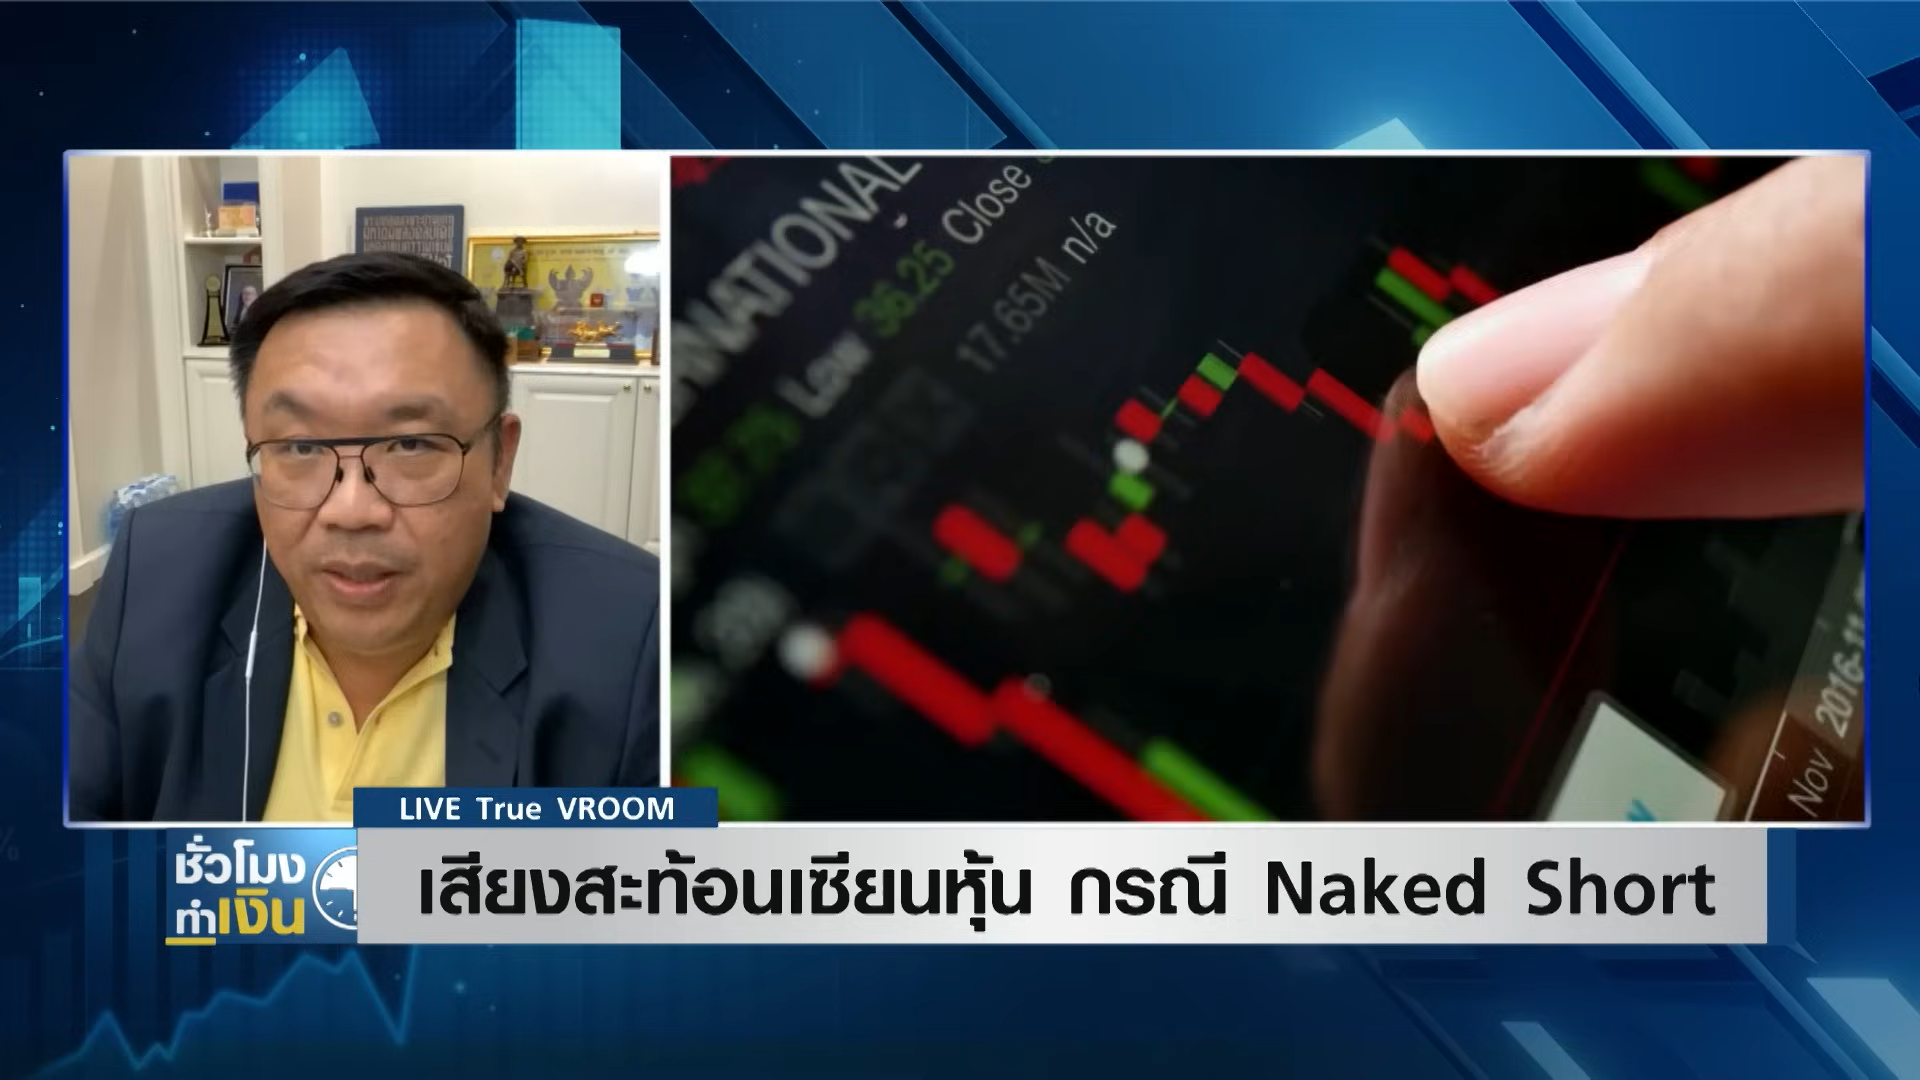 RNATIONAL
Low 36.25 Close
17.65M n/a
2016-11
Nov
LIVE True VROOM
ชั่วโมง
ทำเงิน
เสียงสะท้อนเซียนหุ้น กรณี Naked Short